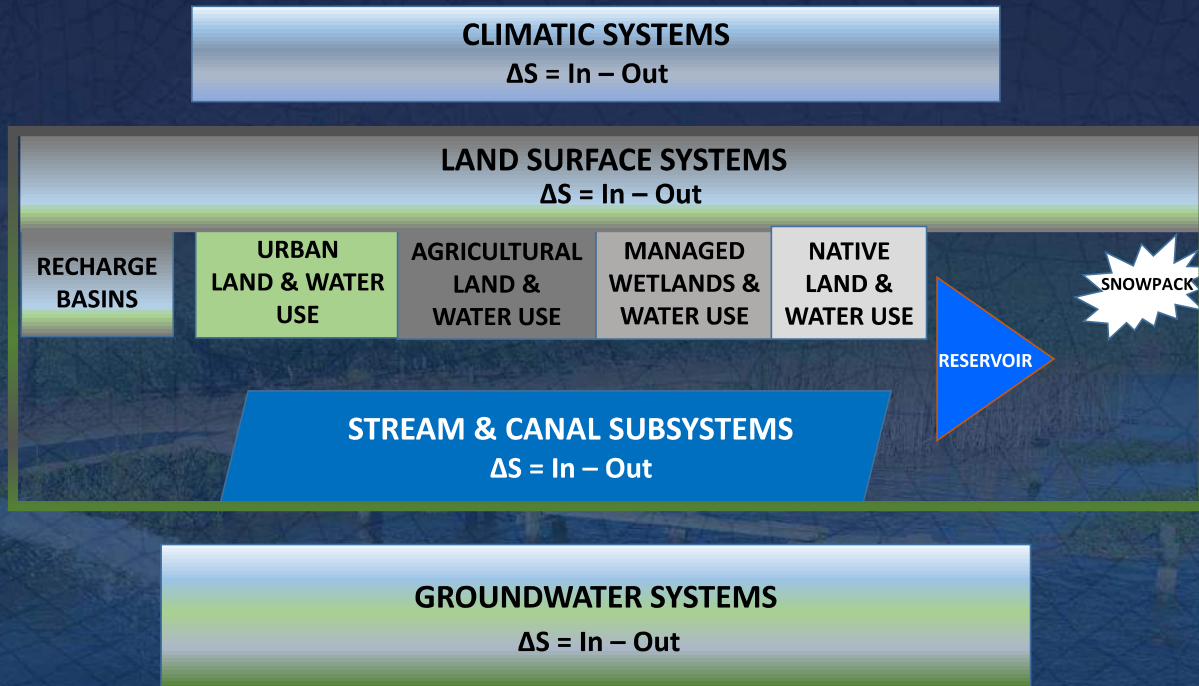 CLIMATIC SYSTEMS
ΔS = In – Out
LAND SURFACE SYSTEMS
ΔS = In – Out
RECHARGE
BASINS
URBAN
LAND & WATER
USE
AGRICULTURAL
LAND &
WATER USE
MANAGED
WETLANDS &
WATER USE
NATIVE
LAND &
WATER USE
SNOWPACK
RESERVOIR
STREAM & CANAL SUBSYSTEMS
ΔS = In – Out
GROUNDWATER SYSTEMS
ΔS = In – Out